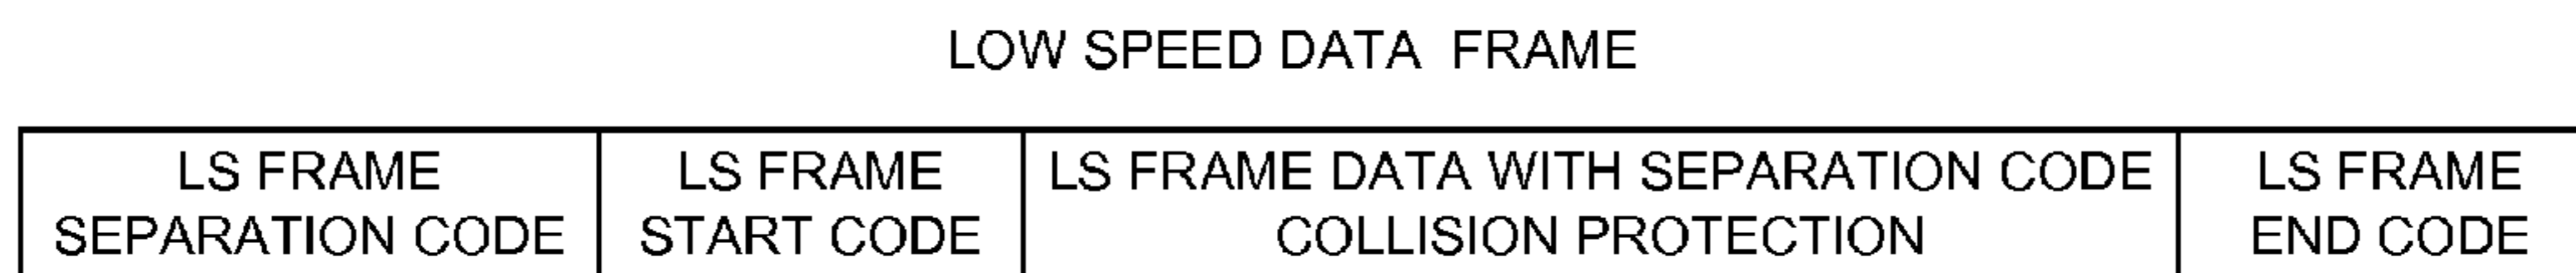 LOW SPEED DATA FRAME
LS FRAME
SEPARATION CODE
LS FRAME
START CODE
LS FRAME DATA WITH SEPARATION CODE
COLLISION PROTECTION
LS FRAME
END CODE